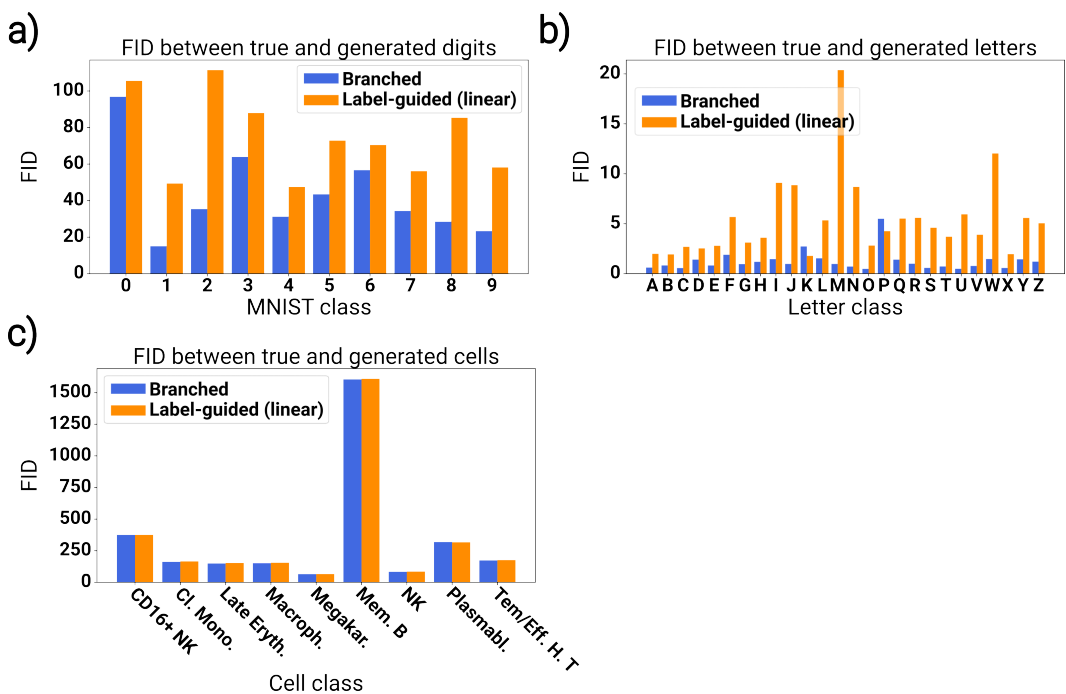 a)
FID between true and generated digits
Branched
Label-guided (linear)
FID
100
80
60
40
20
0
0 1 2 3 4 5 6 7 8 9
MNIST class
b)
FID between true and generated letters
Branched
Label-guided (linear)
FID
20
15
10
5
0
A B C D E F G H I J K L M N O P Q R S T U V W X Y Z
Letter class
c)
FID between true and generated cells
Branched
Label-guided (linear)
FID
1500
1250
1000
750
500
250
0
CD16+ NK
Cl. Mono.
Late Eryth.
Macroph.
Megakar.
Mem. B
NK
Plasmabl.
Tem/Eff. H. T
Cell class